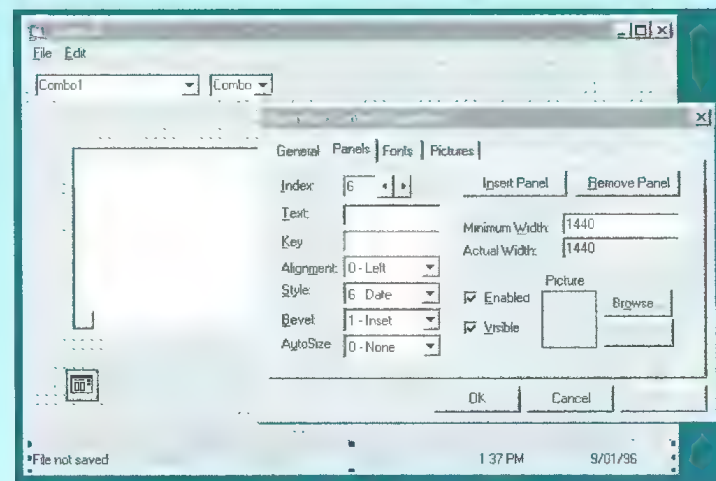 File Edit
Combo1 Combo
General Panels Fonts Pictures
Index: 6 Insert Panel Remove Panel
Text:
Minimum Width: 1440
Key
Actual Width: 1440
Alignment: 0 - Left
Picture
Style: 6 Date Enabled Browse...
Bevel: 1 - Inset Visible
AutoSize 0 - None
OK Cancel
File not saved 1:37 PM 9/01/96